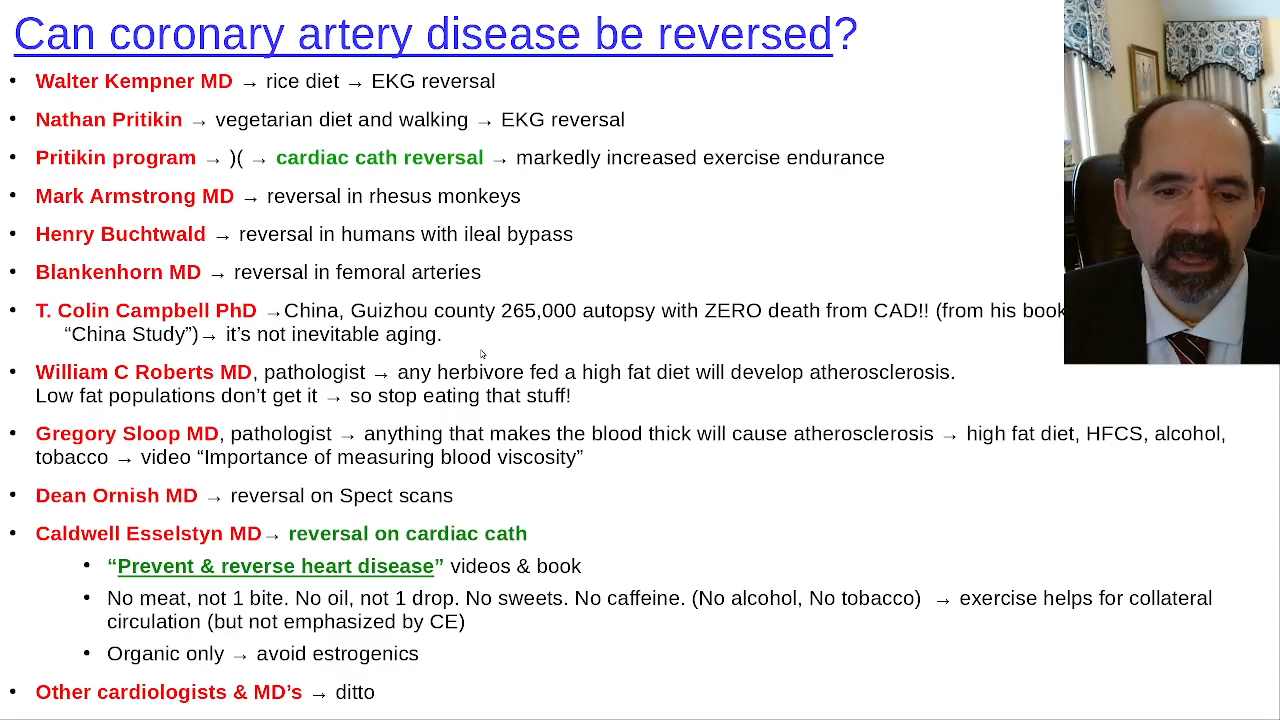 Can coronary artery disease be reversed?
• Walter Kempner MD → rice diet → EKG reversal
• Nathan Pritikin → vegetarian diet and walking → EKG reversal
• Pritikin program → )( → cardiac cath reversal → markedly increased exercise endurance
• Mark Armstrong MD → reversal in rhesus monkeys
• Henry Buchtwald → reversal in humans with ileal bypass
• Blankenhorn MD → reversal in femoral arteries
• T. Colin Campbell PhD →China, Guizhou county 265,000 autopsy with ZERO death from CAD!! (from his book
“China Study”)→ it’s not inevitable aging.
• William C Roberts MD, pathologist → any herbivore fed a high fat diet will develop atherosclerosis.
Low fat populations don’t get it → so stop eating that stuff!
• Gregory Sloop MD, pathologist → anything that makes the blood thick will cause atherosclerosis → high fat diet, HFCS, alcohol,
tobacco → video “Importance of measuring blood viscosity”
• Dean Ornish MD → reversal on Spect scans
• Caldwell Esselstyn MD→ reversal on cardiac cath
• “Prevent & reverse heart disease” videos & book
• No meat, not 1 bite. No oil, not 1 drop. No sweets. No caffeine. (No alcohol, No tobacco) → exercise helps for collateral
circulation (but not emphasized by CE)
• Organic only → avoid estrogenics
• Other cardiologists & MD’s → ditto